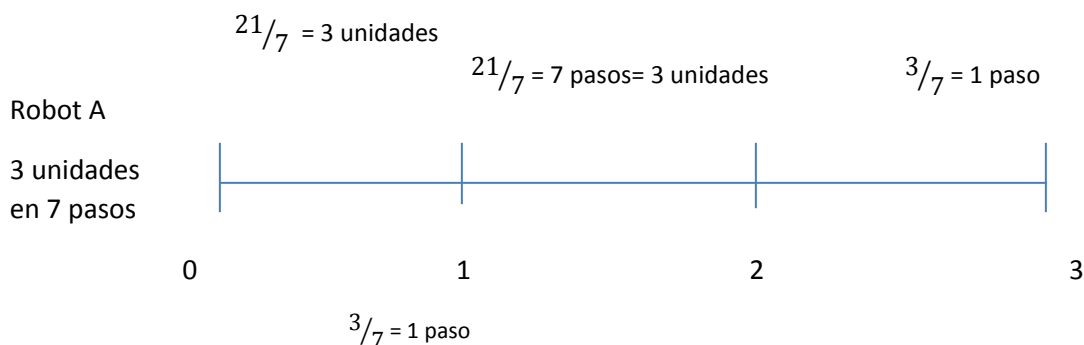 21/7 = 3 unidades
21/7 = 7 pasos= 3 unidades
3/7 = 1 paso
Robot A
3 unidades
en 7 pasos
0 1 2 3
3/7 = 1 paso